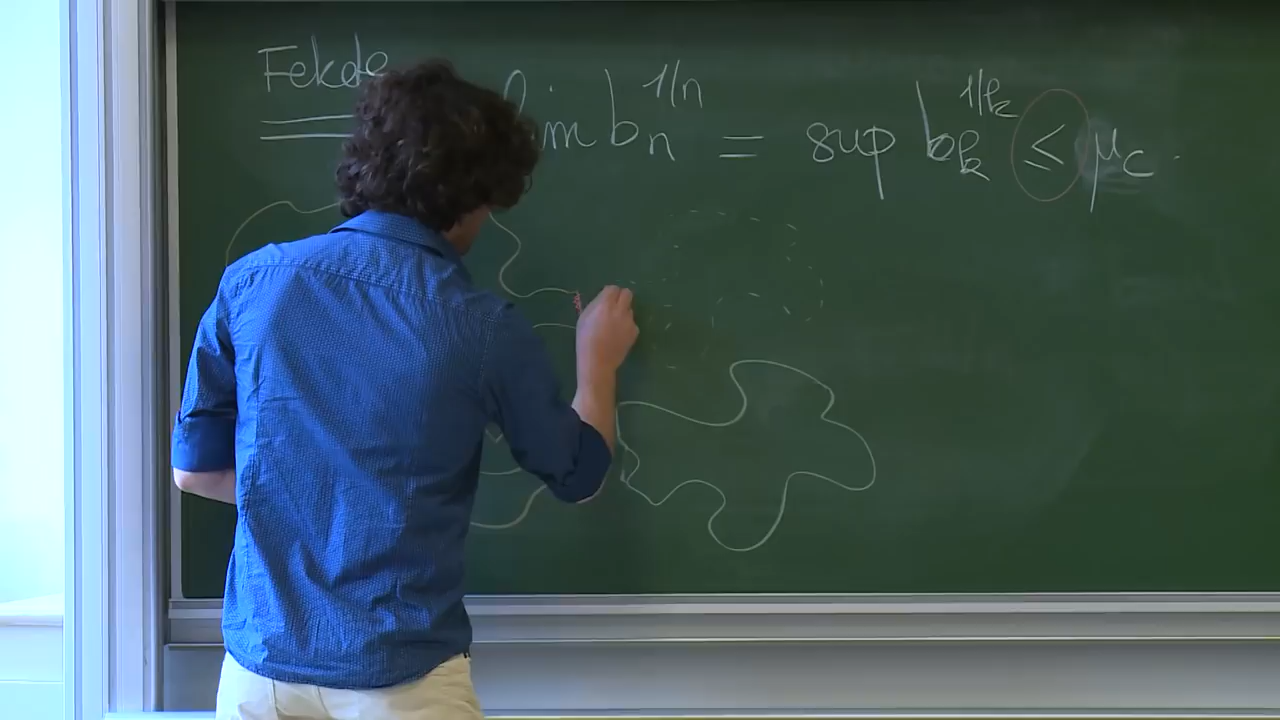 Fekete
lim b_n^{1/n} = sup b_k^{1/k} ≤ μ_c.